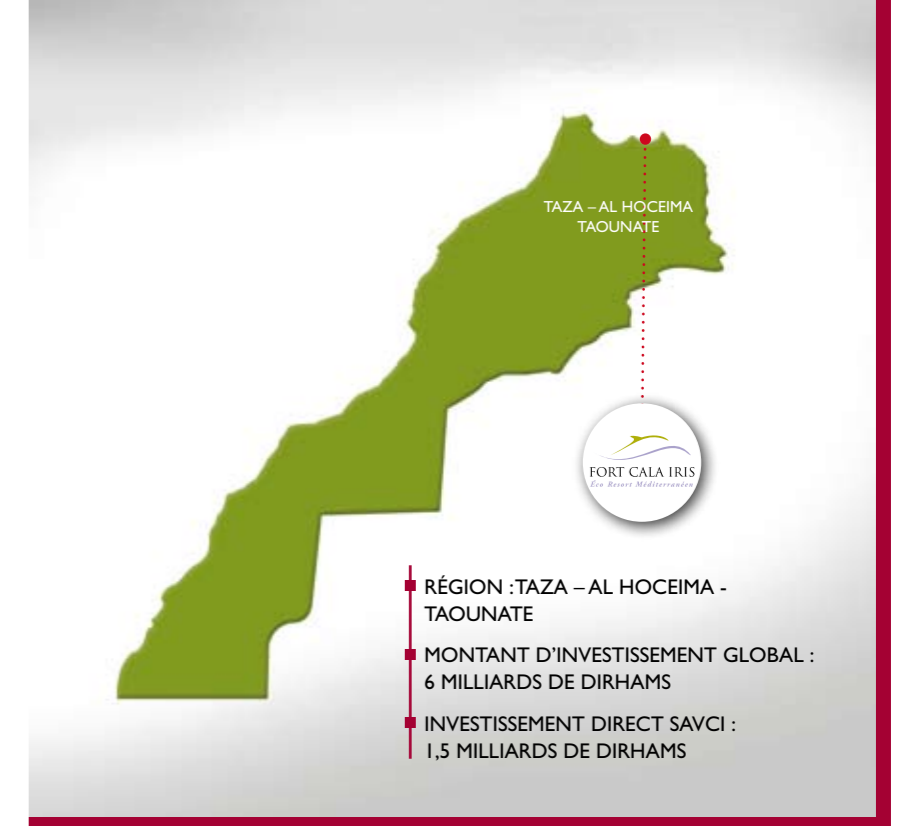 TAZA – AL HOCEIMA
TAOUNATE
FORT CALA IRIS
Éco Resort Méditerranéen
RÉGION : TAZA – AL HOCEIMA -
TAOUNATE
MONTANT D'INVESTISSEMENT GLOBAL :
6 MILLIARDS DE DIRHAMS
INVESTISSEMENT DIRECT SAVCI :
1,5 MILLIARDS DE DIRHAMS